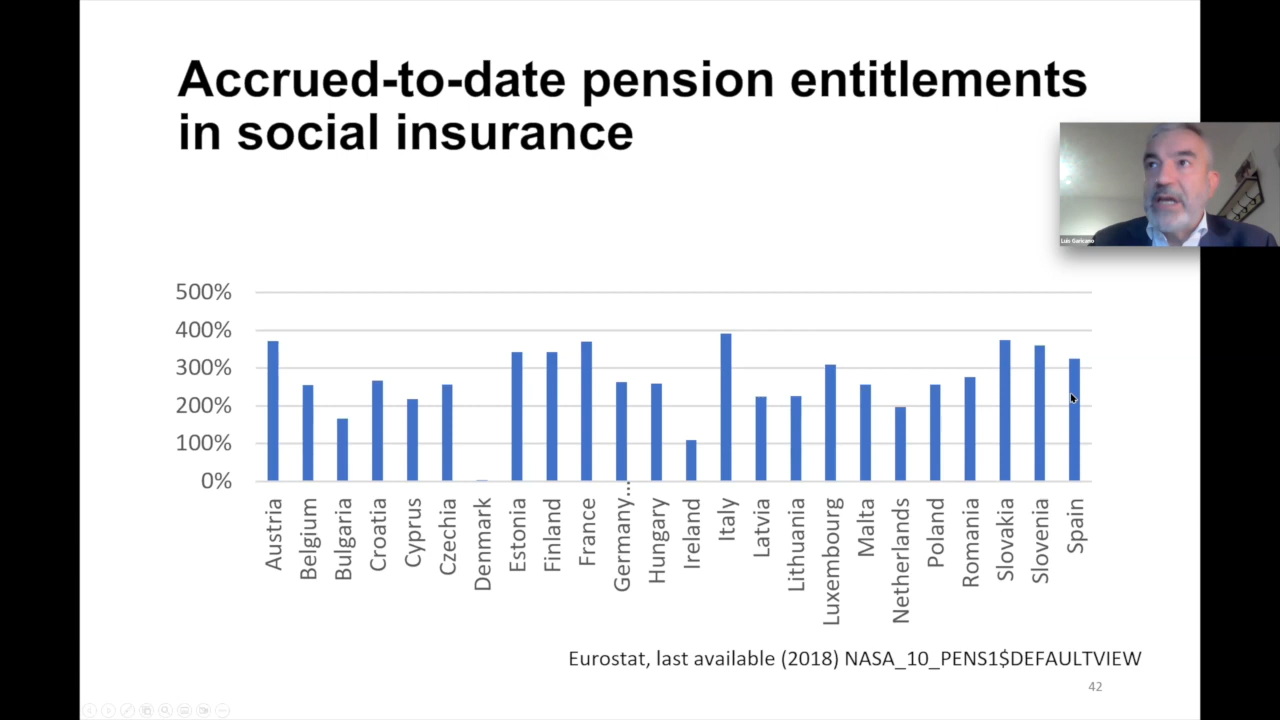 Accrued-to-date pension entitlements
in social insurance
Luis Garicano
500%
400%
300%
200%
100%
0%
Austria
Belgium
Bulgaria
Croatia
Cyprus
Czechia
Denmark
Estonia
Finland
France
Germany...
Hungary
Ireland
Italy
Latvia
Lithuania
Luxembourg
Malta
Netherlands
Poland
Romania
Slovakia
Slovenia
Spain
Eurostat, last available (2018) NASA_10_PENS1$DEFAULTVIEW
42